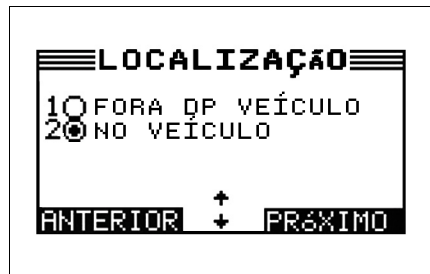 LOCALIZAÇÃO
1 FORA DP VEÍCULO
2 NO VEÍCULO
ANTERIOR PRÓXIMO